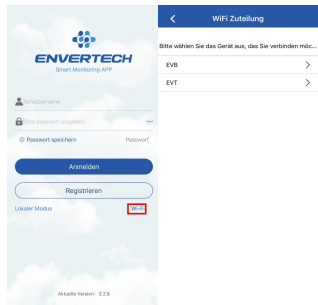 ENVERTECH
Smart Monitoring APP
Benutzername
Bitte passwort eingeben
Passwort speichern
Passwort
Anmelden
Registrieren
Lokaler Modus
Wi-Fi
Aktuelle Version: 3.2.6
WiFi Zuteilung
Bitte wählen Sie das Gerät aus, das Sie verbinden möc...
EVB
EVT